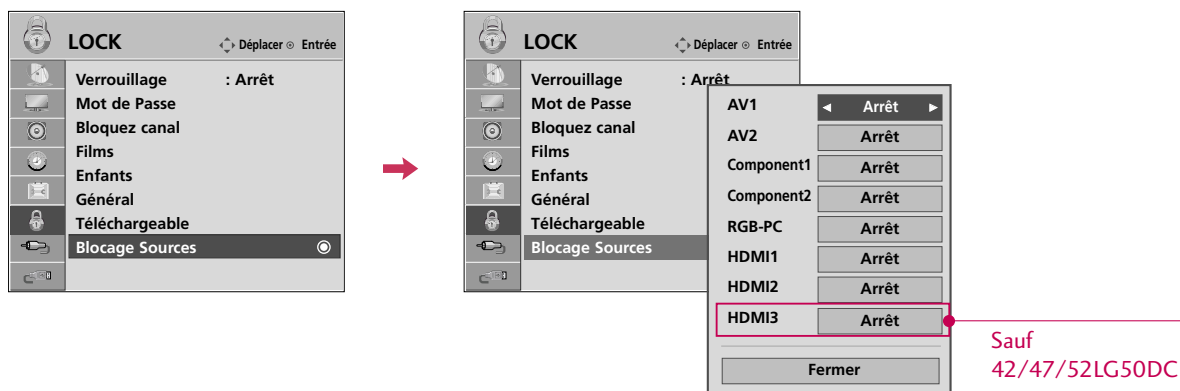 LOCK
Déplacer Entrée
Verrouillage : Arrêt
Mot de Passe
Bloquez canal
Films
Enfants
Général
Téléchargeable
Blocage Sources
LOCK
Déplacer Entrée
Verrouillage : Arrêt
Mot de Passe
Bloquez canal
Films
Enfants
Général
Téléchargeable
Blocage Sources
AV1 Arrêt
AV2 Arrêt
Component1 Arrêt
Component2 Arrêt
RGB-PC Arrêt
HDMI1 Arrêt
HDMI2 Arrêt
HDMI3 Arrêt
Fermer
Sauf
42/47/52LG50DC